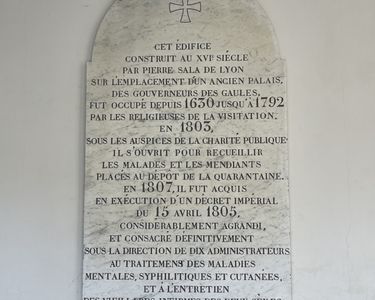 CET ÉDIFICE
CONSTRUIT AU XVIE SIÈCLE
PAR PIERRE SALA DE LYON
SUR L'EMPLACEMENT D'UN ANCIEN PALAIS,
DES GOUVERNEURS DES GAULES,
FUT OCCUPÉ DEPUIS 1630 JUSQU'À 1792
PAR LES RELIGIEUSES DE LA VISITATION.
EN 1803,
SOUS LES AUSPICES DE LA CHARITÉ PUBLIQUE
IL S'OUVRIT POUR RECUEILLIR
LES MALADES ET LES MENDIANTS
PLACÉS AU DÉPÔT DE LA QUARANTAINE.
EN 1807, IL FUT ACQUIS
EN EXÉCUTION D'UN DÉCRET IMPÉRIAL
DU 15 AVRIL 1805.
CONSIDÉRABLEMENT AGRANDI,
ET CONSACRÉ DÉFINITIVEMENT
SOUS LA DIRECTION DE DIX ADMINISTRATEURS
AU TRAITEMENT DES MALADIES
MENTALES, SYPHILITIQUES ET CUTANÉES,
ET À L'ENTRETIEN